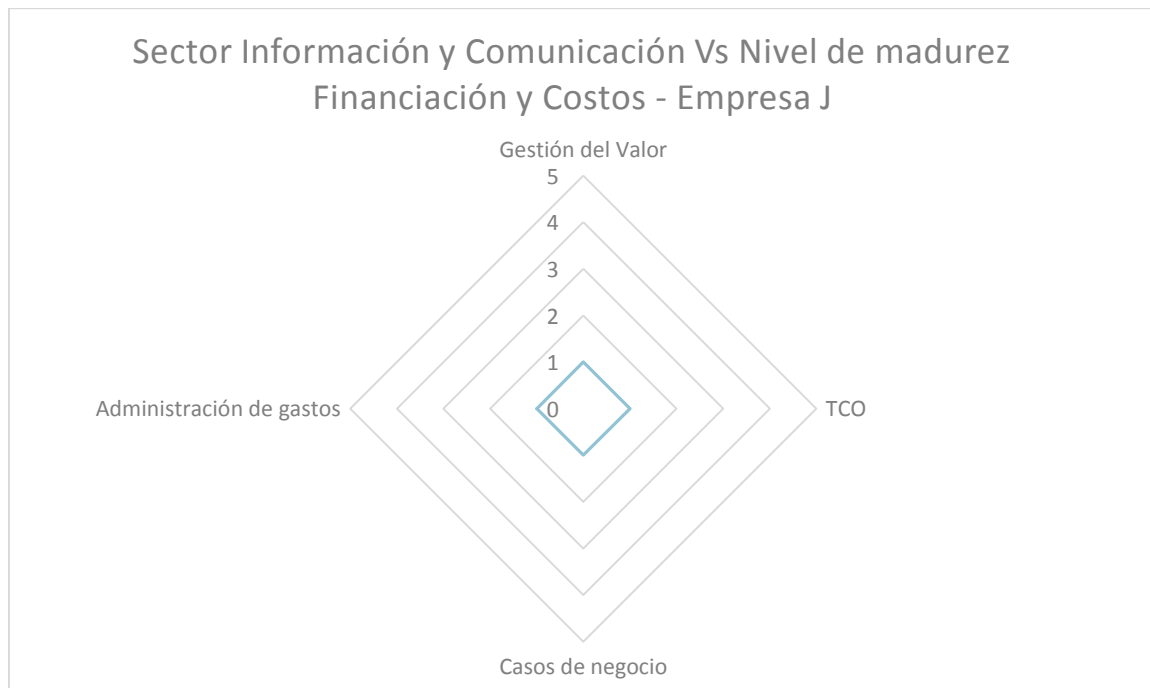 Sector Información y Comunicación Vs Nivel de madurez
Financiación y Costos - Empresa J
Gestión del Valor
5
4
3
2
1
Administración de gastos
0
TCO
Casos de negocio